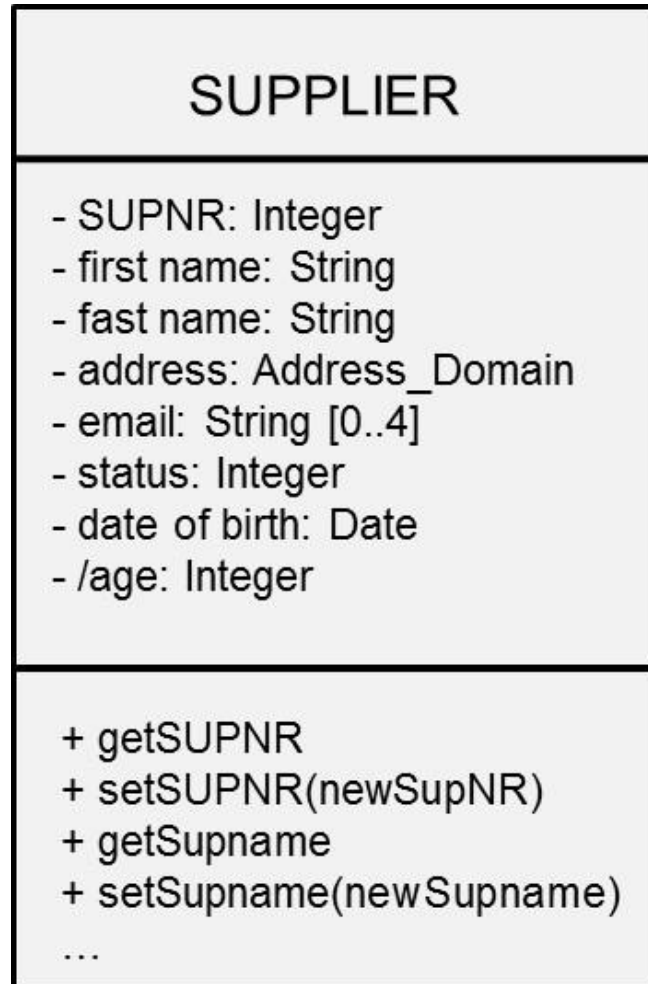 SUPPLIER
- SUPNR: Integer
- first name: String
- fast name: String
- address: Address_Domain
- email: String [0..4]
- status: Integer
- date of birth: Date
- /age: Integer
+ getSUPNR
+ setSUPNR(newSupNR)
+ getSupname
+ setSupname(newSupname)
...